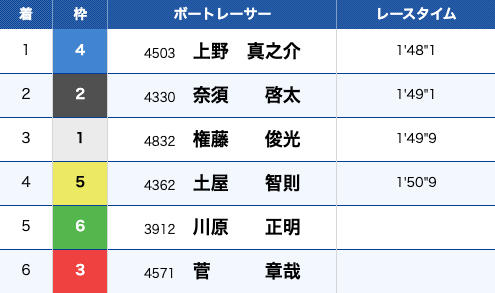 着 枠 ボートレーサー レースタイム
1 4 4503 上野 真之介 1'48"1
2 2 4330 奈須 啓太 1'49"1
3 1 4832 権藤 俊光 1'49"9
4 5 4362 土屋 智則 1'50"9
5 6 3912 川原 正明
6 3 4571 菅 章哉